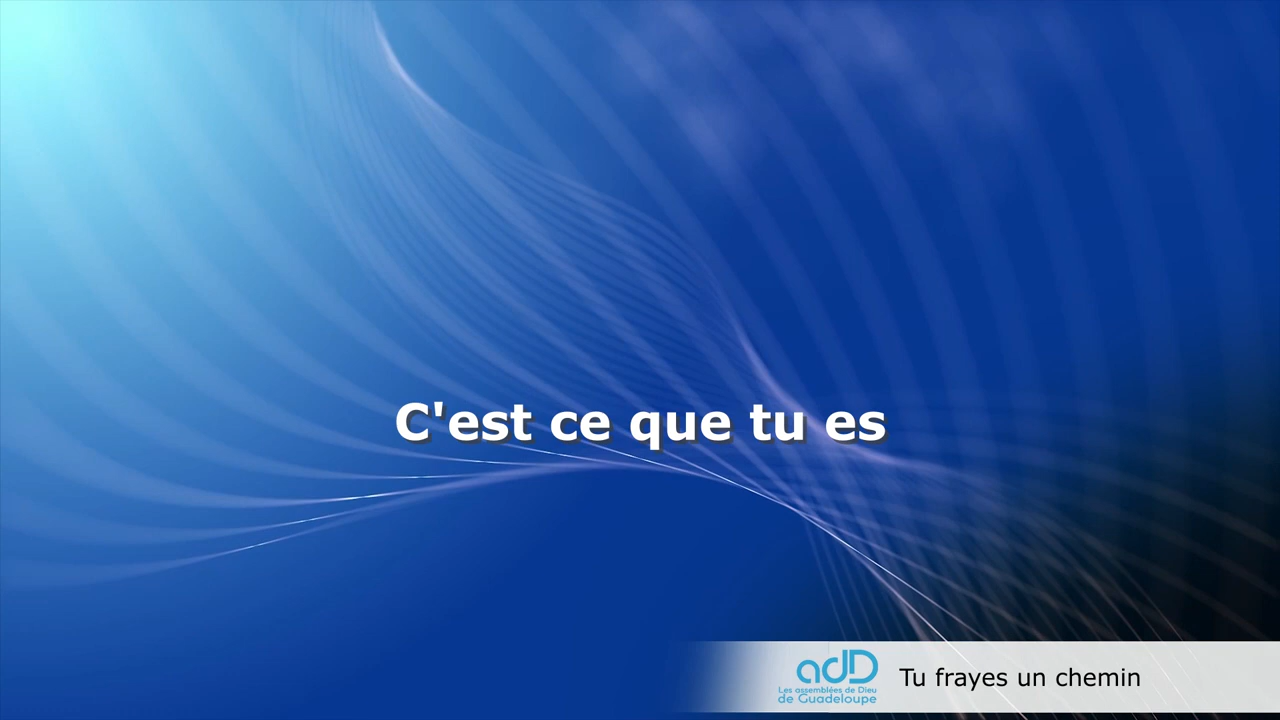 C'est ce que tu es
adD
Les assemblées de Dieu
de Guadeloupe
Tu frayes un chemin